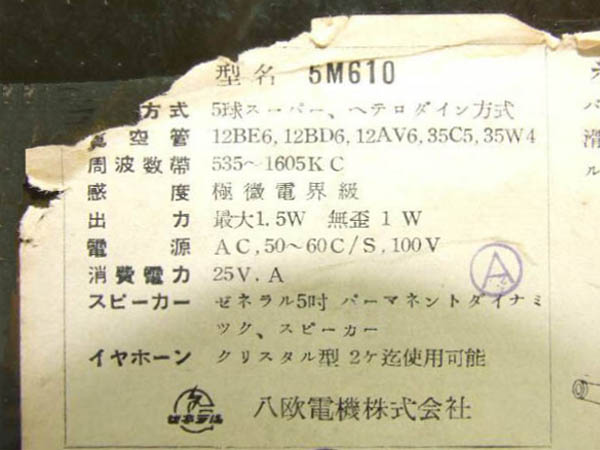 型名 5M610
方式 5球スーパー、ヘテロダイン方式
真空管 12BE6, 12BD6, 12AV6, 35C5, 35W4
周波数帯 535〜1605KC
感度 極微電界級
出力 最大1.5W 無歪1W
電源 AC, 50〜60C/S, 100V
消費電力 25V.A
スピーカー ゼネラル5吋 パーマネントダイナミ
ツク、スピーカー
イヤホーン クリスタル型 2ケ迄使用可能
ゼネラル 八欧電機株式会社
A